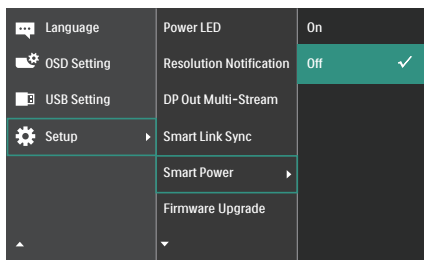 Language
OSD Setting
USB Setting
Setup
Power LED
Resolution Notification
DP Out Multi-Stream
Smart Link Sync
Smart Power
Firmware Upgrade
On
Off